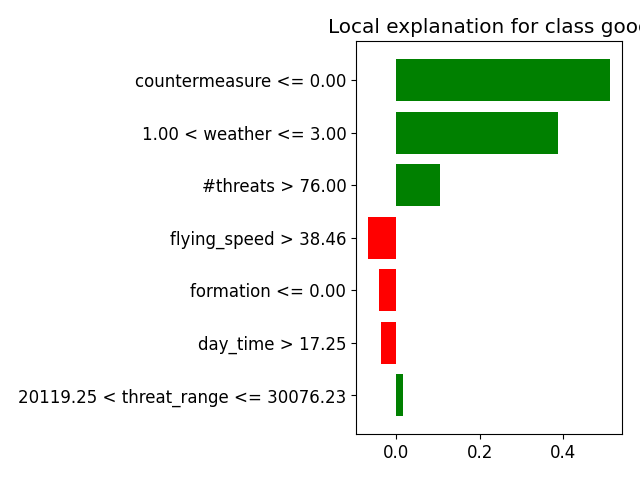 Local explanation for class goo
countermeasure <= 0.00
1.00 < weather <= 3.00
#threats > 76.00
flying_speed > 38.46
formation <= 0.00
day_time > 17.25
20119.25 < threat_range <= 30076.23
0.0 0.2 0.4